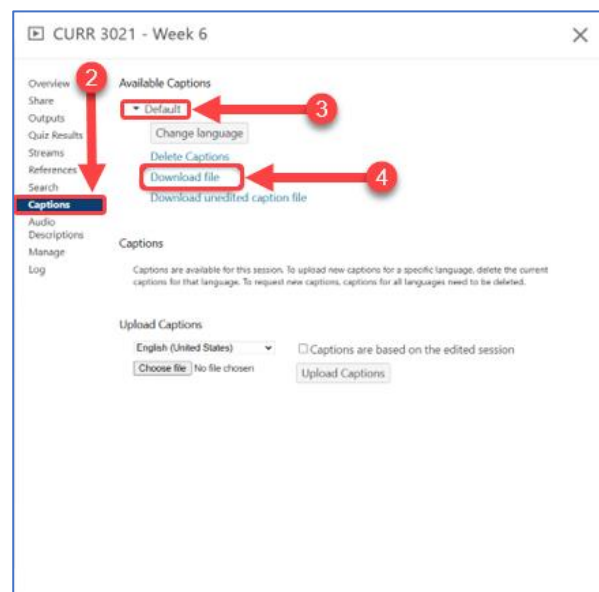 CURR 3021 - Week 6
2
Overview
Share
Outputs
Quiz Results
Streams
References
Search
Captions
Audio
Descriptions
Manage
Log
Available Captions
Default
3
Change language
Delete Captions
Download file
4
Download unedited caption file
Captions
Captions are available for this session. To upload new captions for a specific language, delete the current
captions for that language. To request new captions, captions for all languages need to be deleted.
Upload Captions
English (United States)
Captions are based on the edited session
Choose file No file chosen
Upload Captions